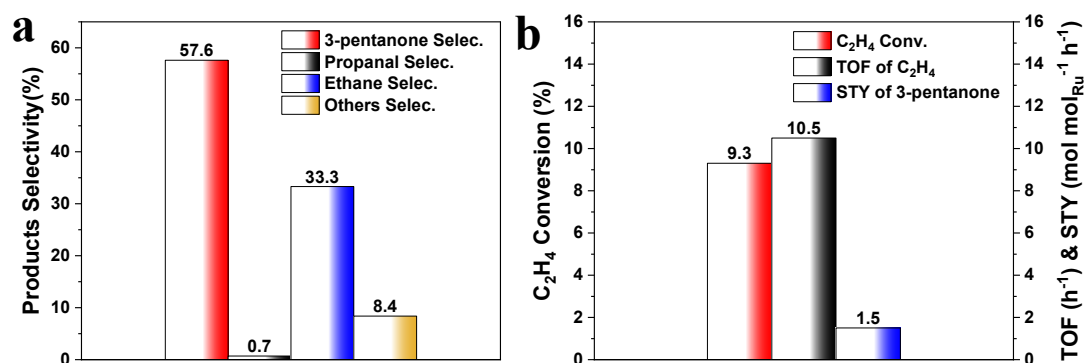 a
Products Selectivity(%)
60
50
40
30
20
10
0
57.6
0.7
33.3
8.4
3-pentanone Selec.
Propanal Selec.
Ethane Selec.
Others Selec.
b
C₂H₄ Conversion (%)
16
14
12
10
8
6
4
2
0
9.3
10.5
1.5
C₂H₄ Conv.
TOF of C₂H₄
STY of 3-pentanone
16
14
12
10
8
6
4
2
0
TOF (h⁻¹) & STY (mol mol_Ru⁻¹ h⁻¹)